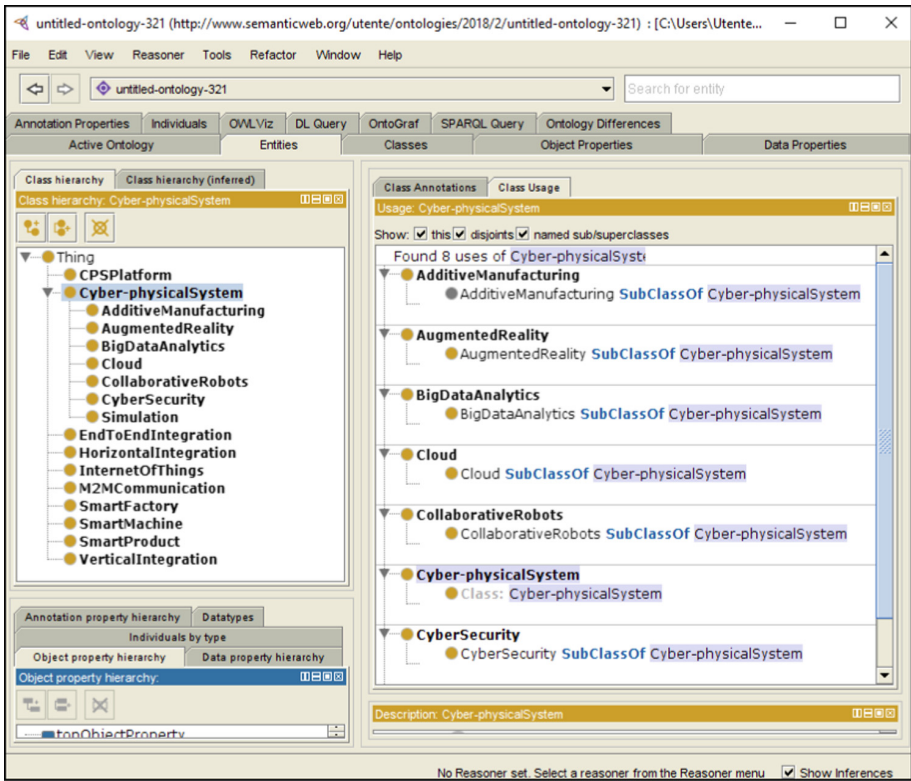 untitled-ontology-321 (http://www.semanticweb.org/utente/ontologies/2018/2/untitled-ontology-321) : [C:\Users\Utente...
File Edit View Reasoner Tools Refactor Window Help
untitled-ontology-321
Search for entity
Annotation Properties Individuals OWLViz DL Query OntoGraf SPARQL Query Ontology Differences
Active Ontology Entities Classes Object Properties Data Properties
Class hierarchy Class hierarchy (inferred)
Class hierarchy: Cyber-physicalSystem
Thing
CPSPlatform
Cyber-physicalSystem
AdditiveManufacturing
AugmentedReality
BigDataAnalytics
Cloud
CollaborativeRobots
CyberSecurity
Simulation
EndToEndIntegration
HorizontalIntegration
InternetOfThings
M2MCommunication
SmartFactory
SmartMachine
SmartProduct
VerticalIntegration
Annotation property hierarchy Datatypes
Individuals by type
Object property hierarchy Data property hierarchy
Object property hierarchy:
topObjectProperty
Class Annotations Class Usage
Usage: Cyber-physicalSystem
Show: this disjoints named sub/superclasses
Found 8 uses of Cyber-physicalSyste
AdditiveManufacturing
AdditiveManufacturing SubClassOf Cyber-physicalSystem
AugmentedReality
AugmentedReality SubClassOf Cyber-physicalSystem
BigDataAnalytics
BigDataAnalytics SubClassOf Cyber-physicalSystem
Cloud
Cloud SubClassOf Cyber-physicalSystem
CollaborativeRobots
CollaborativeRobots SubClassOf Cyber-physicalSystem
Cyber-physicalSystem
Class: Cyber-physicalSystem
CyberSecurity
CyberSecurity SubClassOf Cyber-physicalSystem
Description: Cyber-physicalSystem
No Reasoner set. Select a reasoner from the Reasoner menu Show Inferences